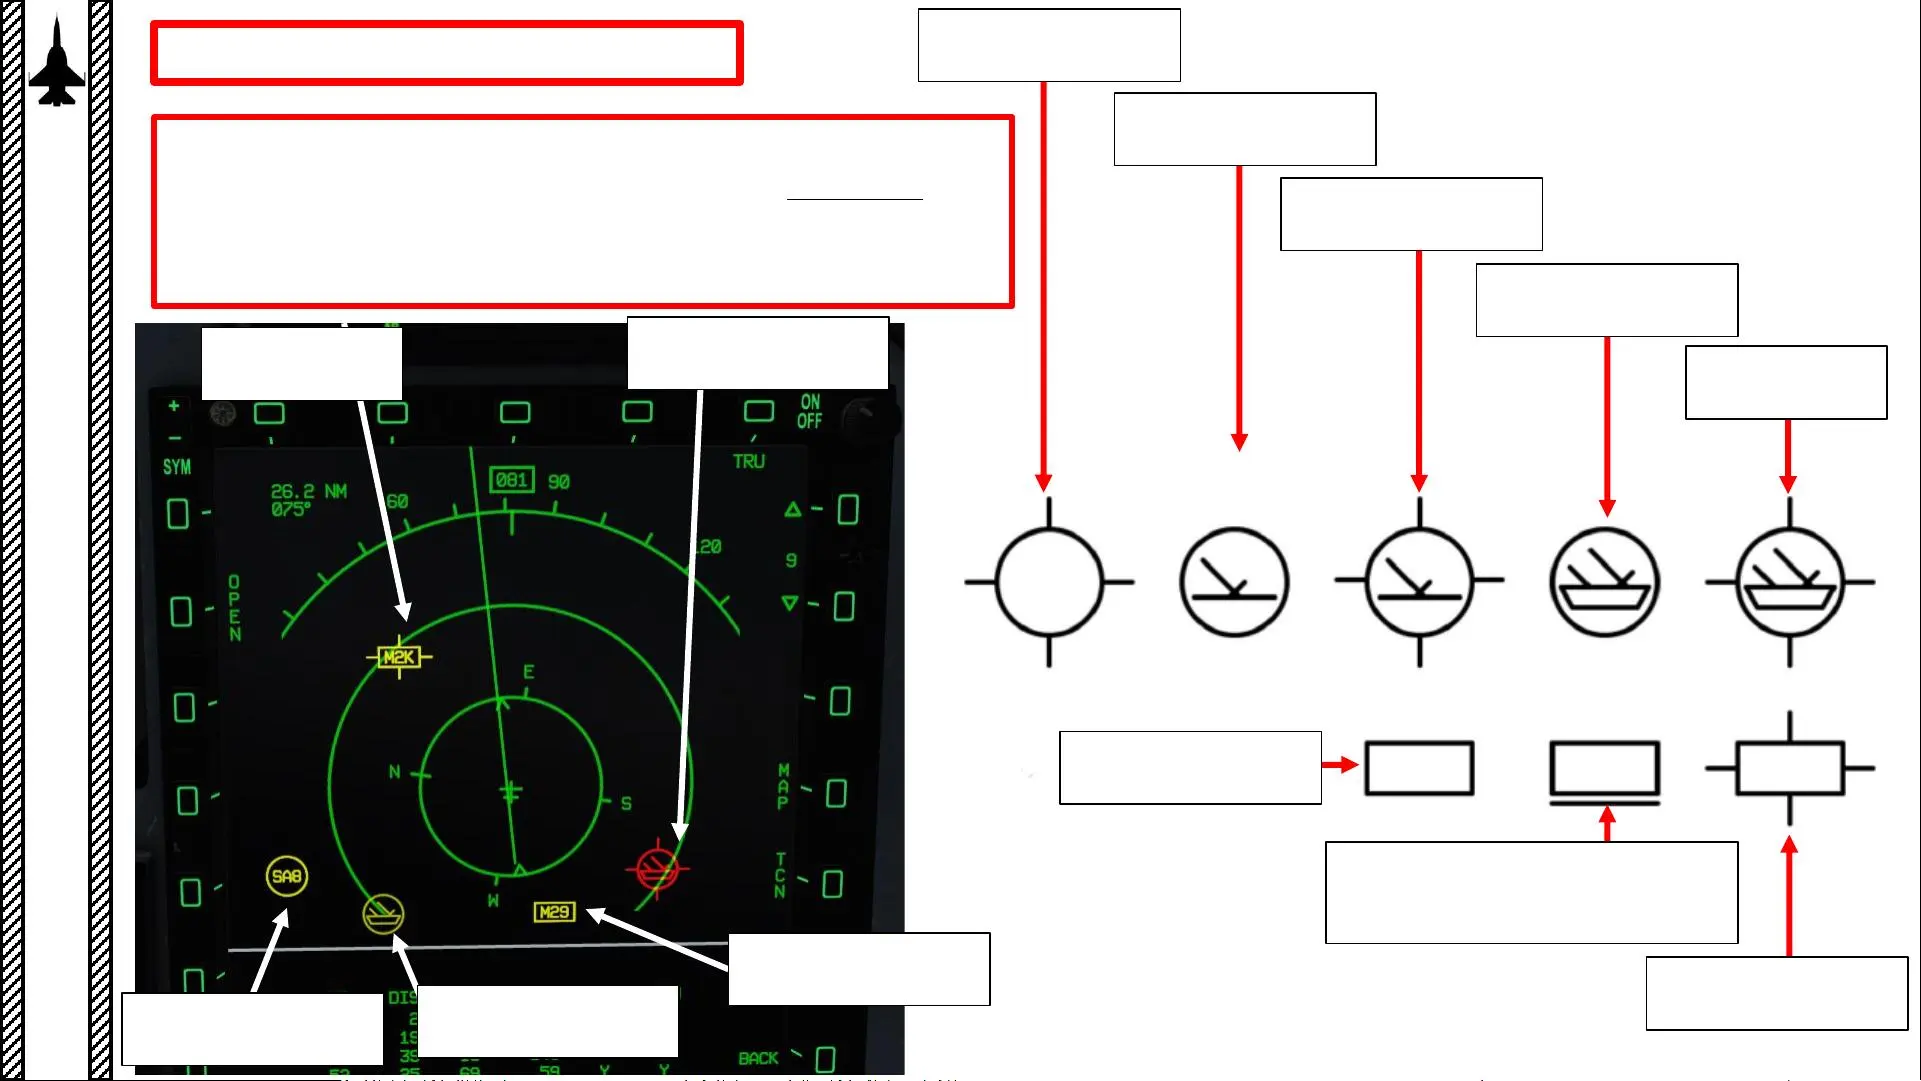 +
−
SYM
ON
OFF
TRU
26.2 NM
075°
60
081
90
120
9
OPEN
M2K
E
N
S
W
MAP
TCN
SA8
M29
DIS
BACK